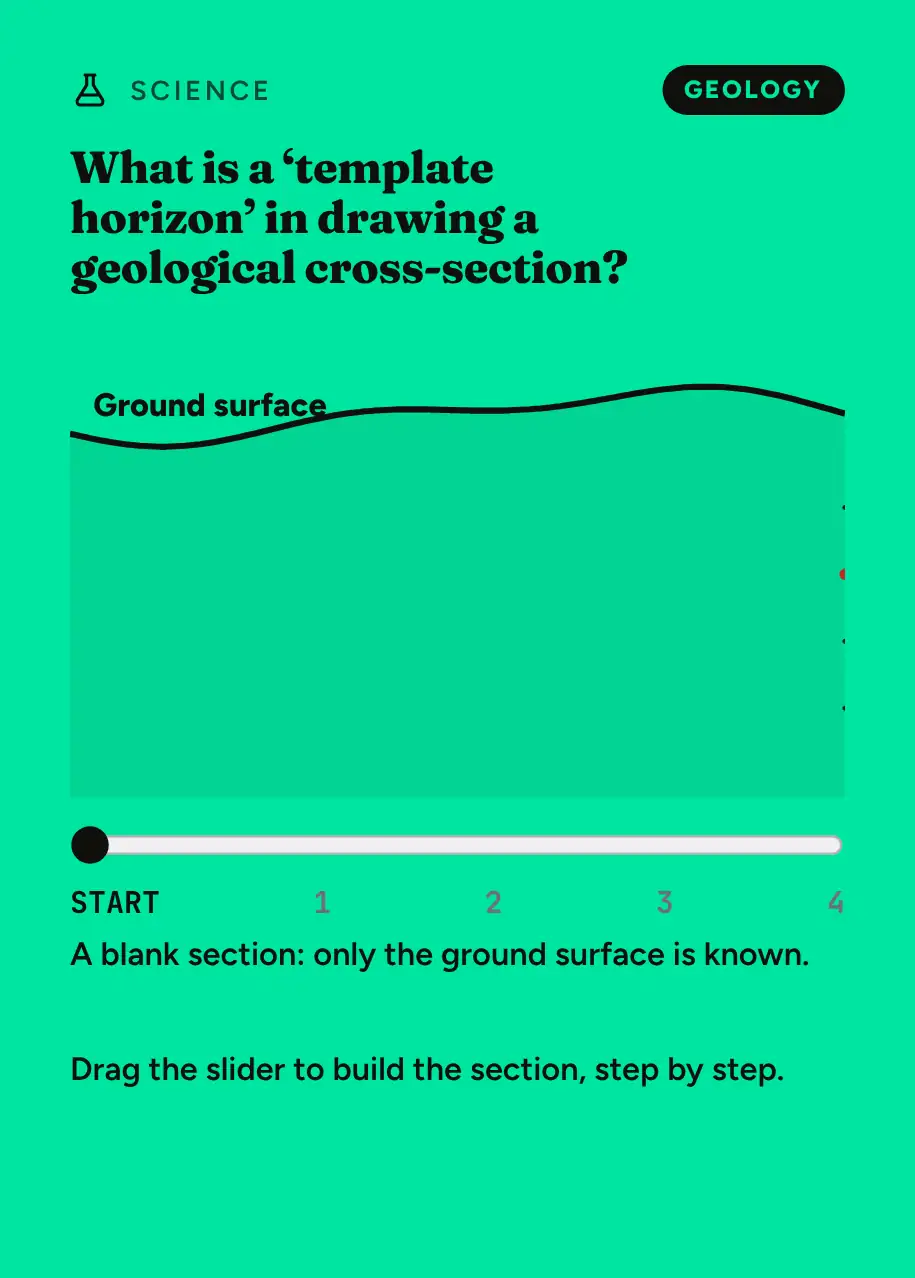 SCIENCE
GEOLOGY
What is a ‘template
horizon’ in drawing a
geological cross-section?
Ground surface
START 1 2 3 4
A blank section: only the ground surface is known.
Drag the slider to build the section, step by step.